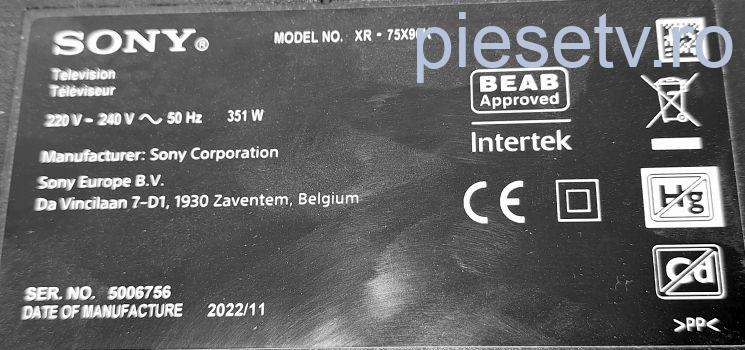 SONY®
MODEL NO. XR - 75X90K
piesetv.ro
Television
Téléviseur
220 V - 240 V ~ 50 Hz 351 W
BEAB
Approved
Intertek
Manufacturer: Sony Corporation
Sony Europe B.V.
Da Vincilaan 7-D1, 1930 Zaventem, Belgium
CE
Hg
Cd
SER. NO. 5006756
DATE OF MANUFACTURE 2022/11
>PP<